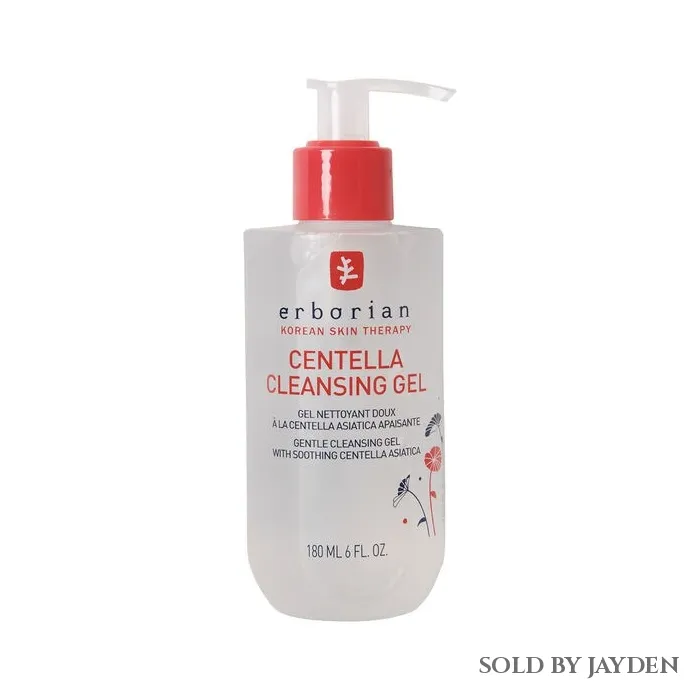 erborian
KOREAN SKIN THERAPY
CENTELLA
CLEANSING GEL
GEL NETTOYANT DOUX
À LA CENTELLA ASIATICA APAISANTE
GENTLE CLEANSING GEL
WITH SOOTHING CENTELLA ASIATICA
180 ML 6 FL. OZ.
SOLD BY JAYDEN